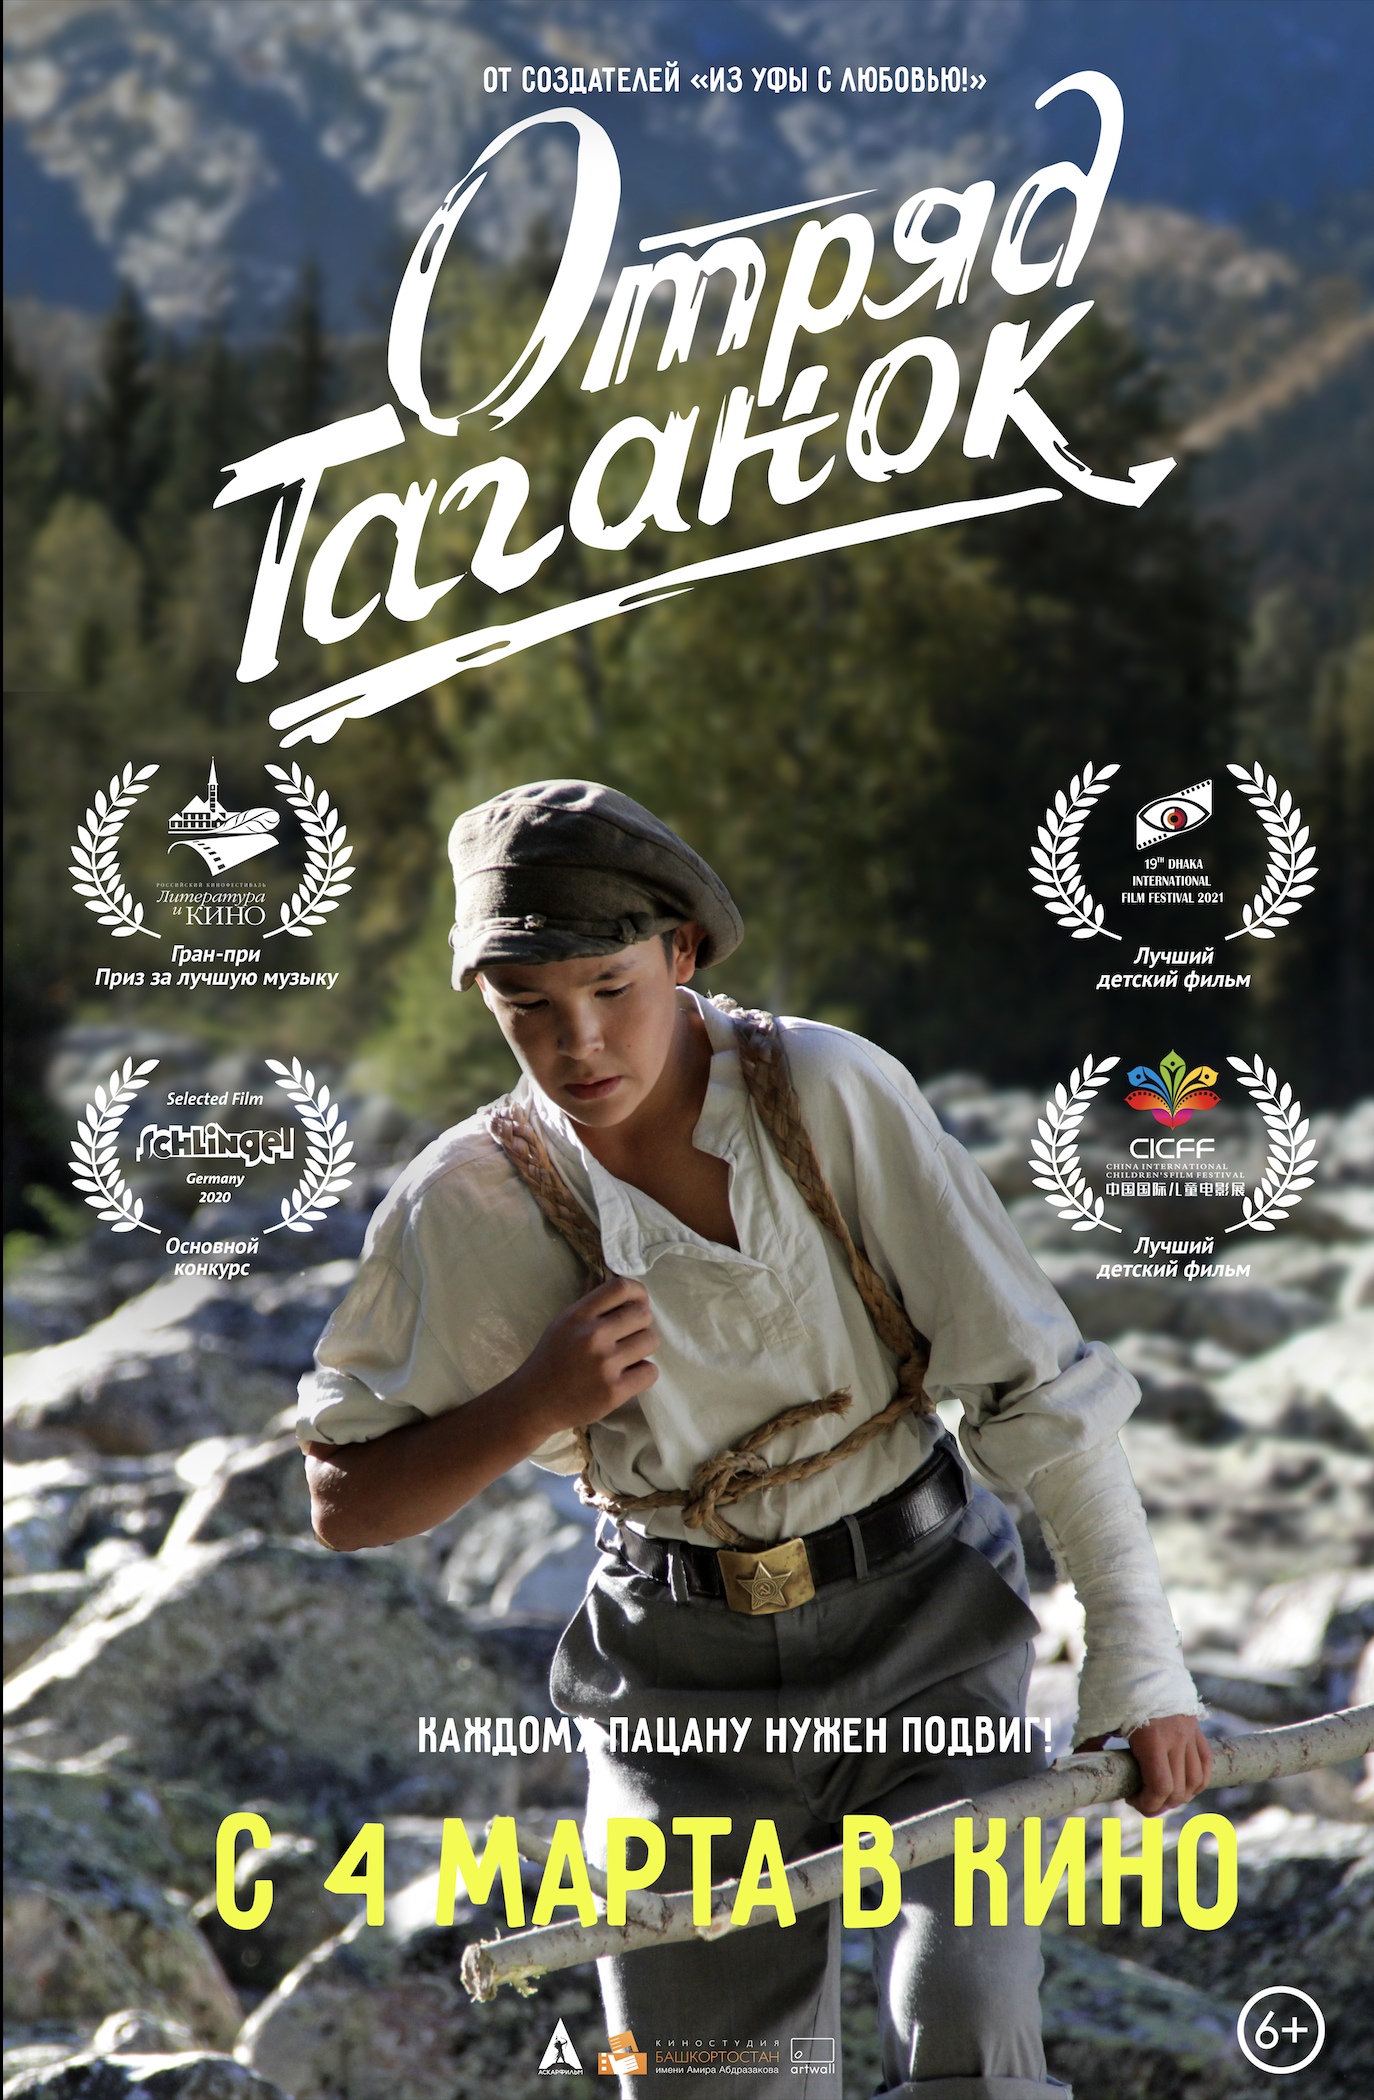 ОТ СОЗДАТЕЛЕЙ «ИЗ УФЫ С ЛЮБОВЬЮ!»
Отряд
Таганок
РОССИЙСКИЙ КИНОФЕСТИВАЛЬ
Литература
и КИНО
Гран-при
Приз за лучшую музыку
19TH DHAKA
INTERNATIONAL
FILM FESTIVAL 2021
Лучший
детский фильм
Selected Film
SCHLiNGEL
Germany
2020
Основной
конкурс
CICFF
CHINA INTERNATIONAL
CHILDREN'S FILM FESTIVAL
中国国际儿童电影展
Лучший
детский фильм
КАЖДОМУ ПАЦАНУ НУЖЕН ПОДВИГ!
С 4 МАРТА В КИНО
6+
АСКАРФИЛЬМ
КИНОСТУДИЯ
БАШКОРТОСТАН
имени Амира Абдразакова
artwall